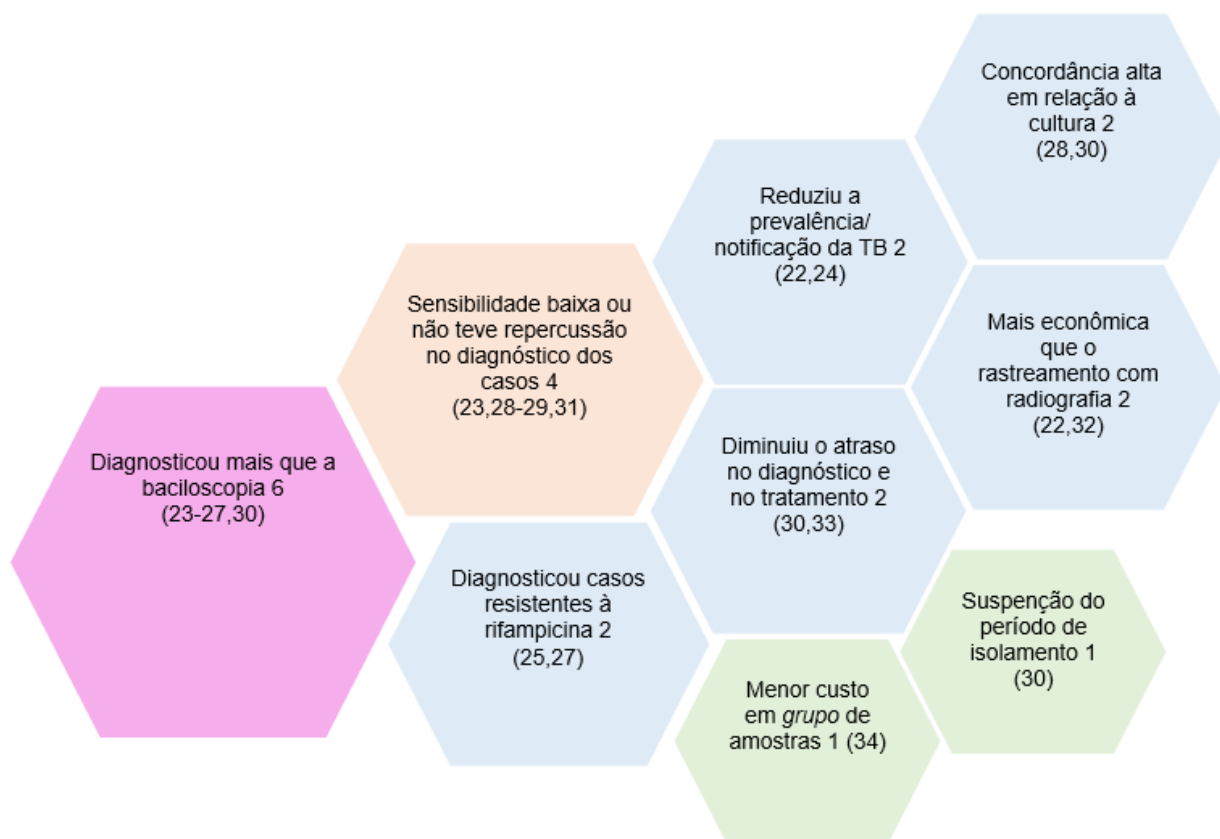 Concordância alta
em relação à
cultura 2
(28,30)
Reduziu a
prevalência/
notificação da TB 2
(22,24)
Sensibilidade baixa ou
não teve repercussão
no diagnóstico dos
casos 4
(23,28-29,31)
Mais econômica
que o
rastreamento com
radiografia 2
(22,32)
Diagnosticou mais que a
baciloscopia 6
(23-27,30)
Diminuiu o atraso
no diagnóstico e
no tratamento 2
(30,33)
Diagnosticou casos
resistentes à
rifampicina 2
(25,27)
Suspenção do
período de
isolamento 1
(30)
Menor custo
em grupo de
amostras 1 (34)